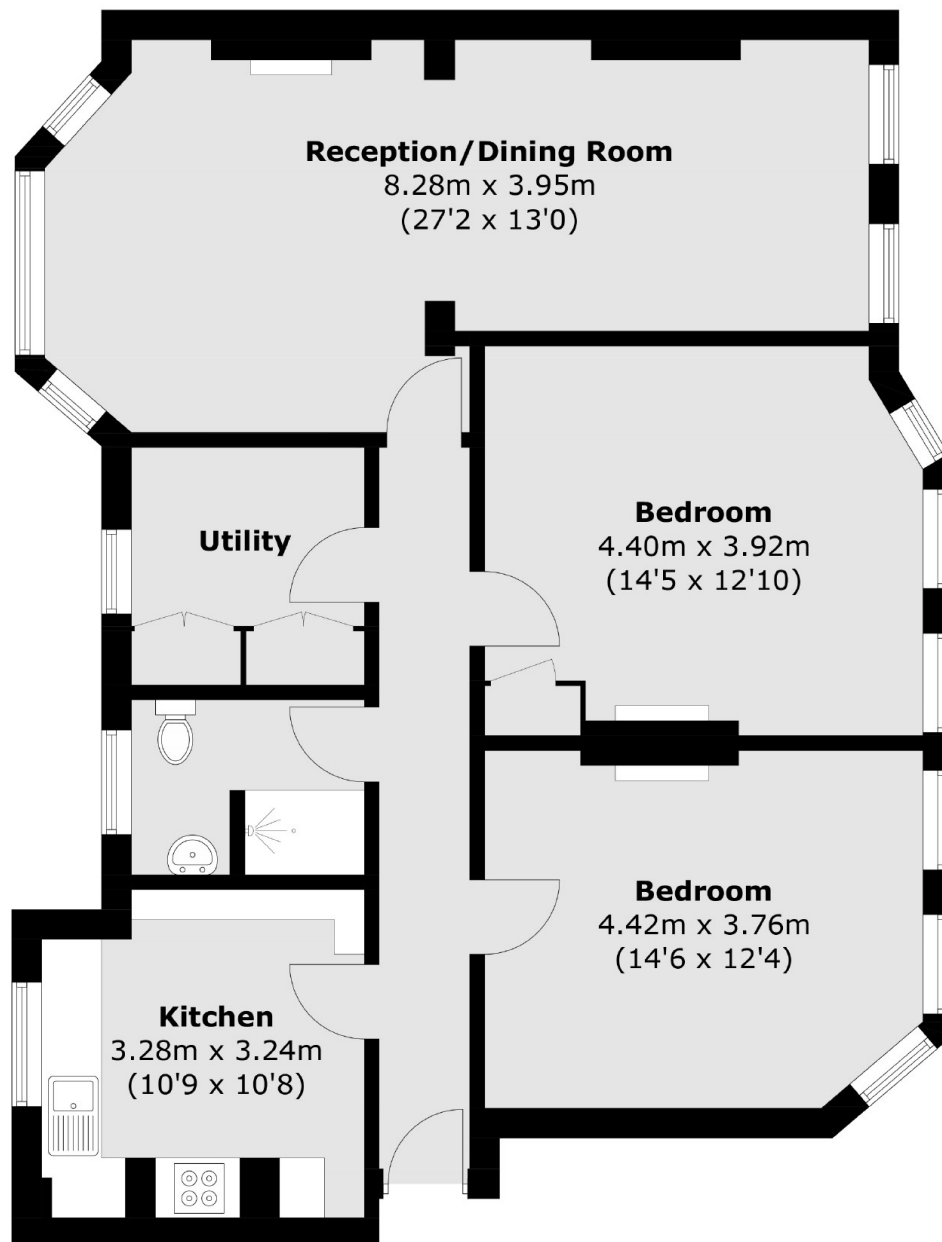 Reception/Dining Room
8.28m x 3.95m
(27'2 x 13'0)
Utility
Bedroom
4.40m x 3.92m
(14'5 x 12'10)
Bedroom
4.42m x 3.76m
(14'6 x 12'4)
Kitchen
3.28m x 3.24m
(10'9 x 10'8)